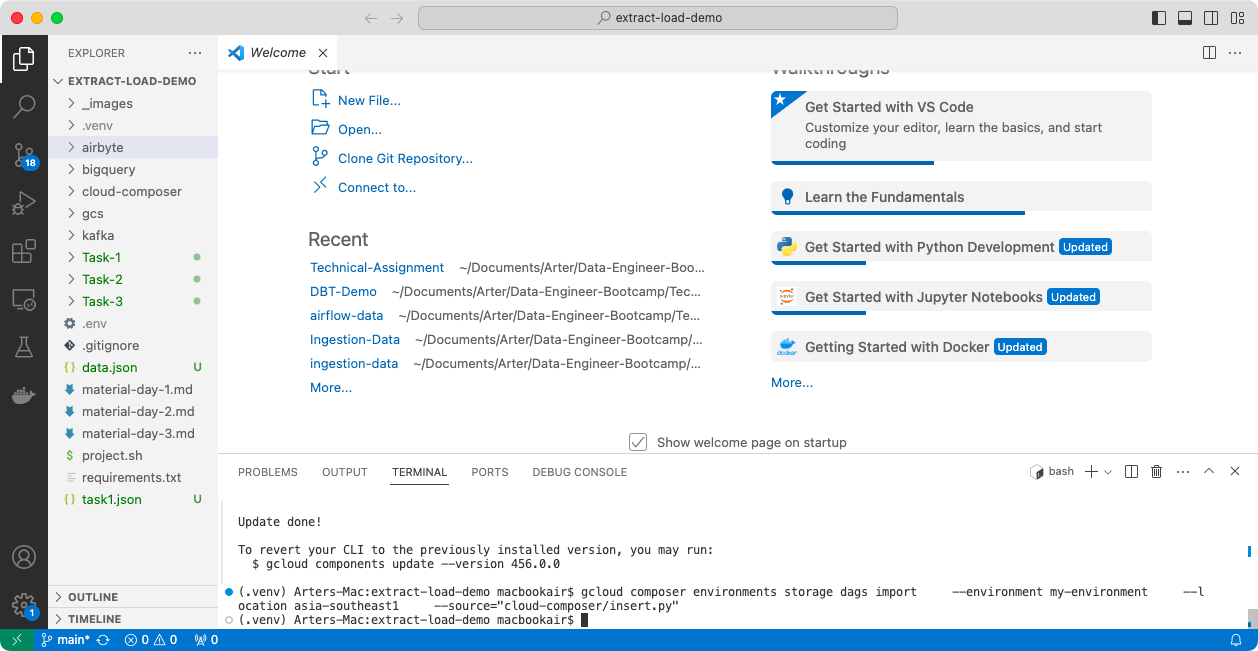 extract-load-demo
EXPLORER
Welcome
EXTRACT-LOAD-DEMO
_images
.venv
airbyte
bigquery
cloud-composer
gcs
kafka
Task-1
Task-2
Task-3
.env
.gitignore
{} data.json U
material-day-1.md
material-day-2.md
material-day-3.md
$ project.sh
requirements.txt
{} task1.json U
OUTLINE
TIMELINE
18
1
Start
New File...
Open...
Clone Git Repository...
Connect to...
Recent
Technical-Assignment ~/Documents/Arter/Data-Engineer-Boo...
DBT-Demo ~/Documents/Arter/Data-Engineer-Bootcamp/Tec...
airflow-data ~/Documents/Arter/Data-Engineer-Bootcamp/Te...
Ingestion-Data ~/Documents/Arter/Data-Engineer-Bootcamp/...
ingestion-data ~/Documents/Arter/Data-Engineer-Bootcamp/...
More...
Walkthroughs
Get Started with VS Code
Customize your editor, learn the basics, and start
coding
Learn the Fundamentals
Get Started with Python Development Updated
jupyter
Get Started with Jupyter Notebooks Updated
docker
Getting Started with Docker Updated
More...
Show welcome page on startup
PROBLEMS OUTPUT TERMINAL PORTS DEBUG CONSOLE
bash
Update done!
To revert your CLI to the previously installed version, you may run:
$ gcloud components update --version 456.0.0
(.venv) Arters-Mac:extract-load-demo macbookair$ gcloud composer environments storage dags import --environment my-environment --l
ocation asia-southeast1 --source="cloud-composer/insert.py"
(.venv) Arters-Mac:extract-load-demo macbookair$
main* 0 0 0